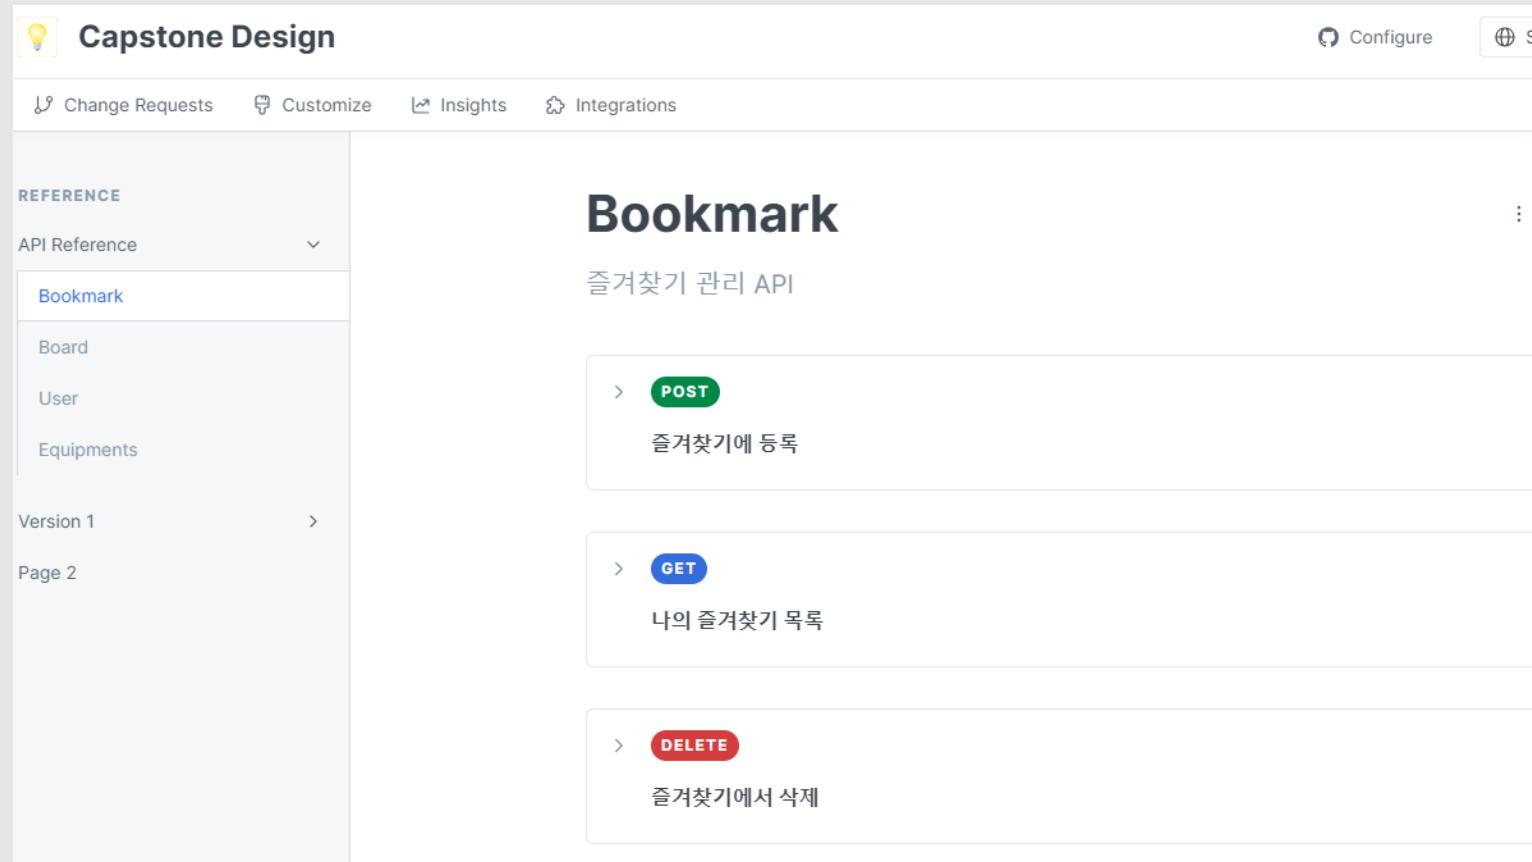 Capstone Design
Configure
Change Requests
Customize
Insights
Integrations
REFERENCE
API Reference
Bookmark
Board
User
Equipments
Version 1
Page 2
Bookmark
즐겨찾기 관리 API
POST
즐겨찾기에 등록
GET
나의 즐겨찾기 목록
DELETE
즐겨찾기에서 삭제